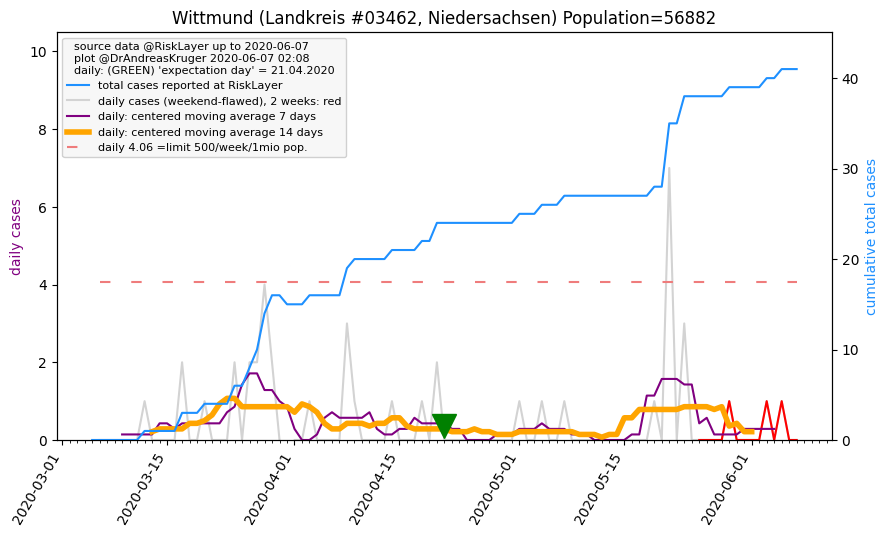 Wittmund (Landkreis #03462, Niedersachsen) Population=56882
source data @RiskLayer up to 2020-06-07
plot @DrAndreasKruger 2020-06-07 02:08
daily: (GREEN) 'expectation day' = 21.04.2020
total cases reported at RiskLayer
daily cases (weekend-flawed), 2 weeks: red
daily: centered moving average 7 days
daily: centered moving average 14 days
daily 4.06 =limit 500/week/1mio pop.
daily cases
10
8
6
4
2
0
cumulative total cases
40
30
20
10
0
2020-03-01
2020-03-15
2020-04-01
2020-04-15
2020-05-01
2020-05-15
2020-06-01